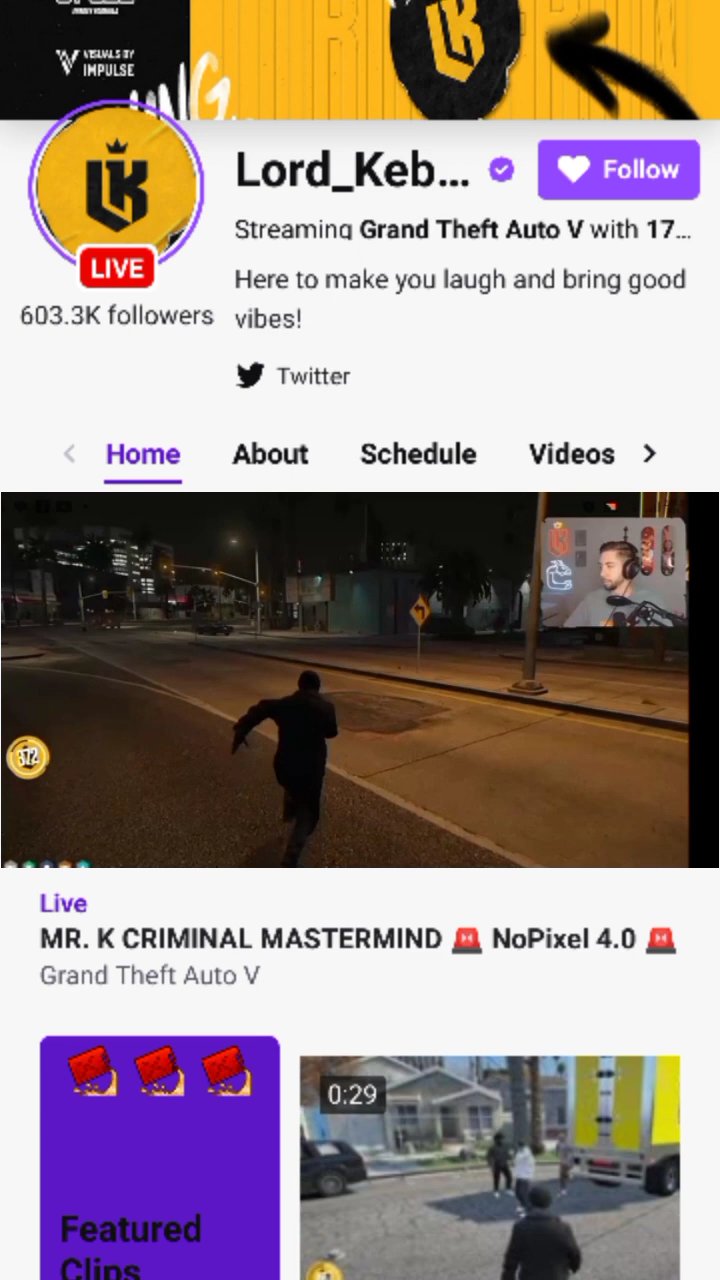 VISUALS BY
IMPULSE
LK
Lord_Keb...
Follow
Streaming Grand Theft Auto V with 17...
LIVE
Here to make you laugh and bring good
vibes!
603.3K followers
Twitter
Home About Schedule Videos
372
Live
MR. K CRIMINAL MASTERMIND 🚨 NoPixel 4.0 🚨
Grand Theft Auto V
0:29
Featured
Clips